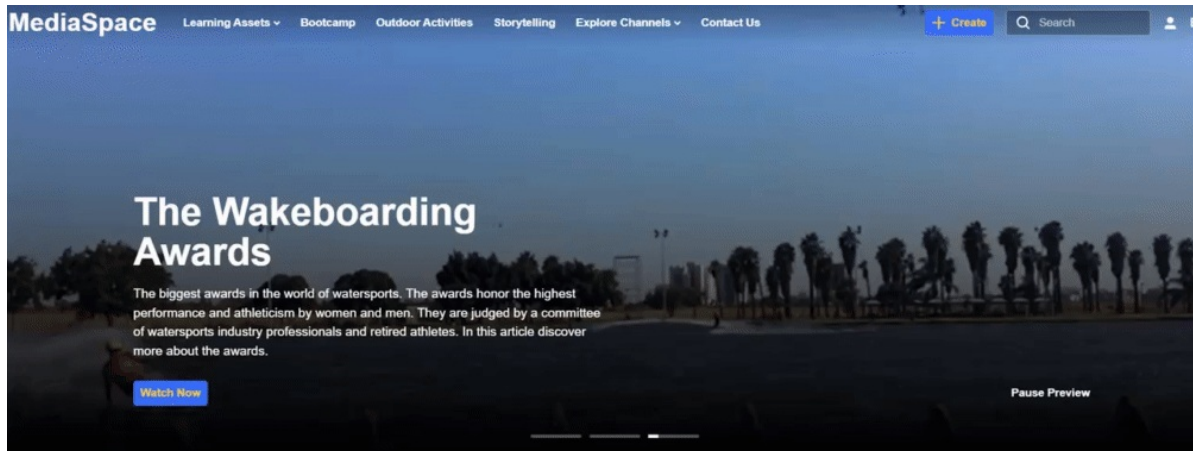 MediaSpace Learning Assets Bootcamp Outdoor Activities Storytelling Explore Channels Contact Us + Create Search
The Wakeboarding
Awards
The biggest awards in the world of watersports. The awards honor the highest
performance and athleticism by women and men. They are judged by a committee
of watersports industry professionals and retired athletes. In this article discover
more about the awards.
Watch Now Pause Preview